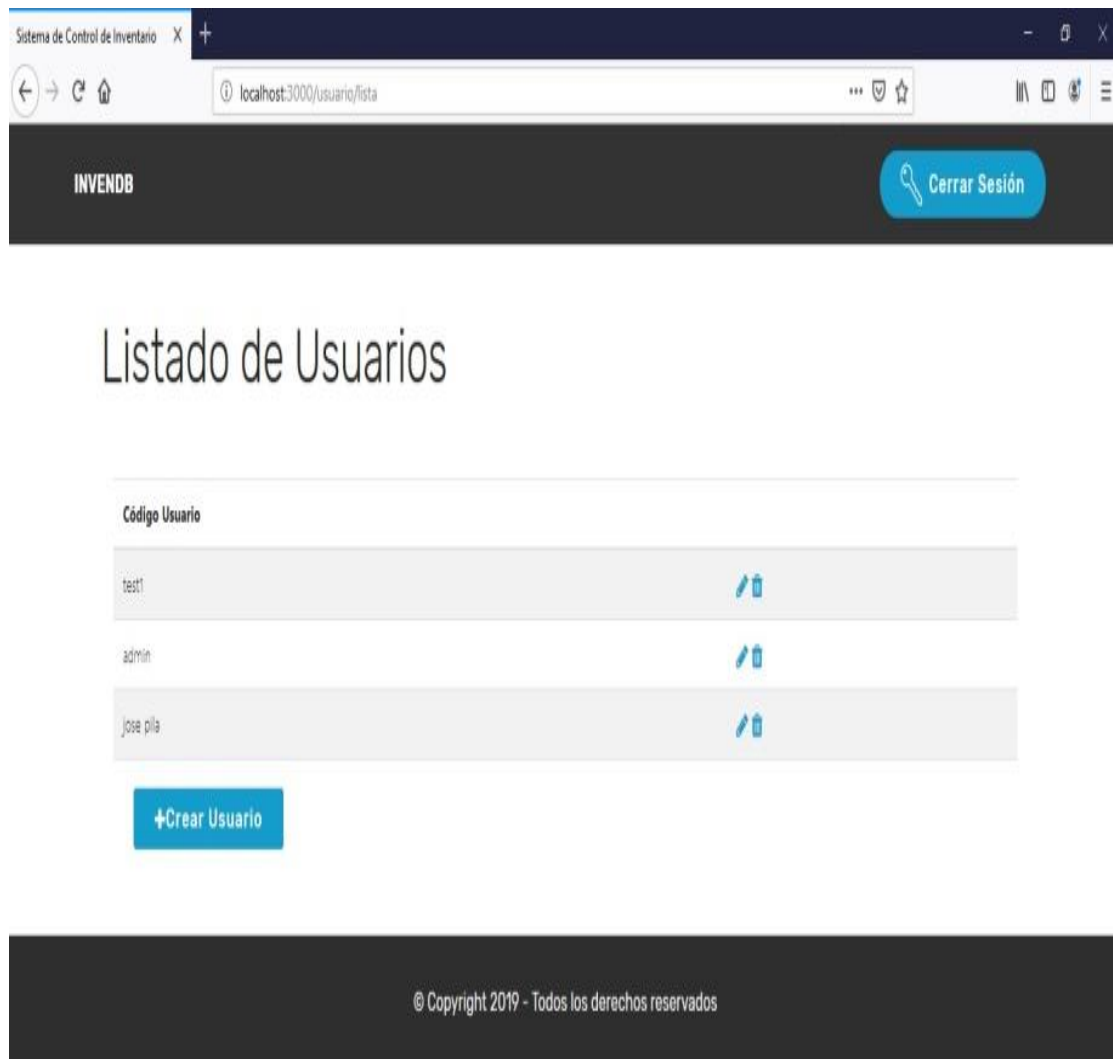 Sistema de Control de Inventario
localhost:3000/usuario/lista
INVENDB
Cerrar Sesión
Listado de Usuarios
Código Usuario
test1
admin
jose pila
+Crear Usuario
© Copyright 2019 - Todos los derechos reservados